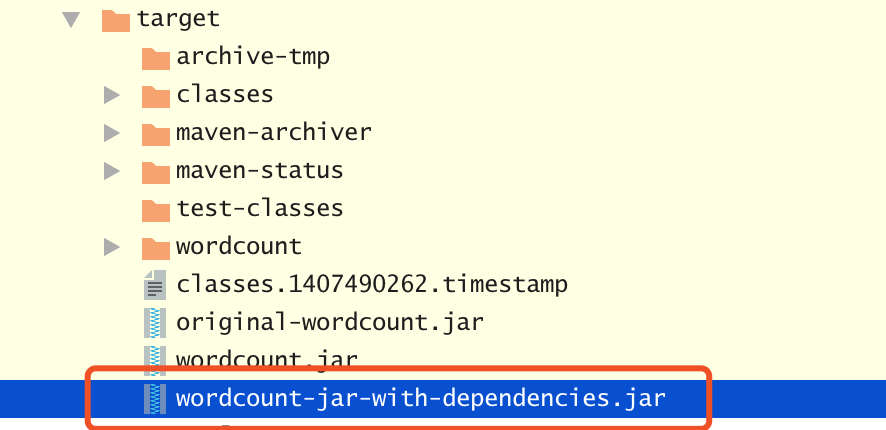 target
archive-tmp
classes
maven-archiver
maven-status
test-classes
wordcount
classes.1407490262.timestamp
original-wordcount.jar
wordcount.jar
wordcount-jar-with-dependencies.jar